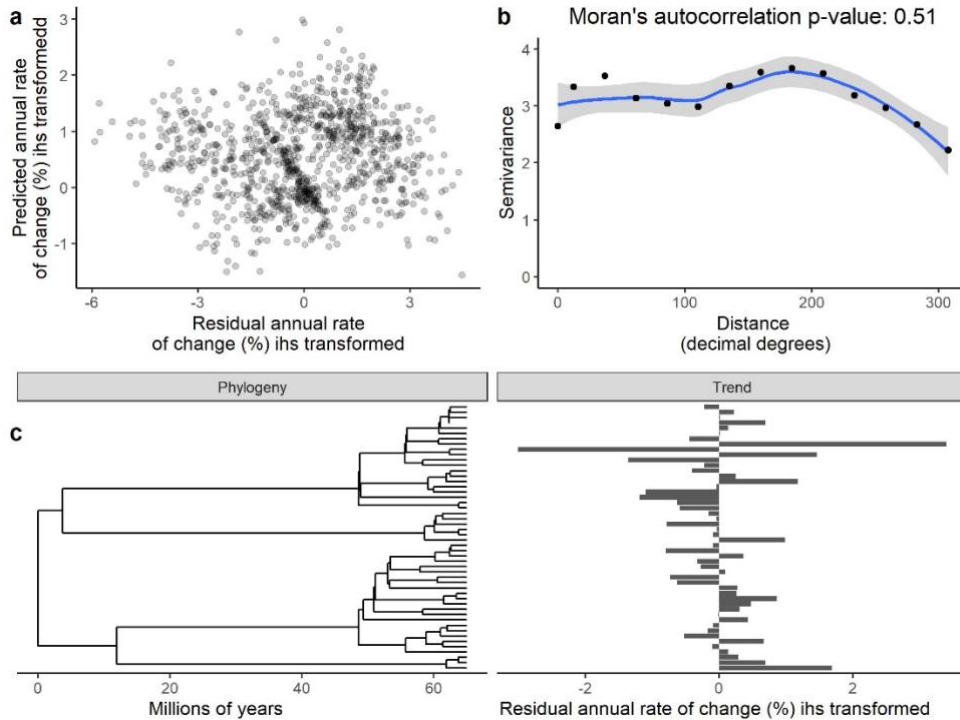 a
Predicted annual rate
of change (%) ihs transformedd
3
2
1
0
-1
-6
-3
0
3
Residual annual rate
of change (%) ihs transformed
b
Moran's autocorrelation p-value: 0.51
Semivariance
4
3
2
1
0
0
100
200
300
Distance
(decimal degrees)
Phylogeny
Trend
c
0
20
40
60
Millions of years
-2
0
2
Residual annual rate of change (%) ihs transformed